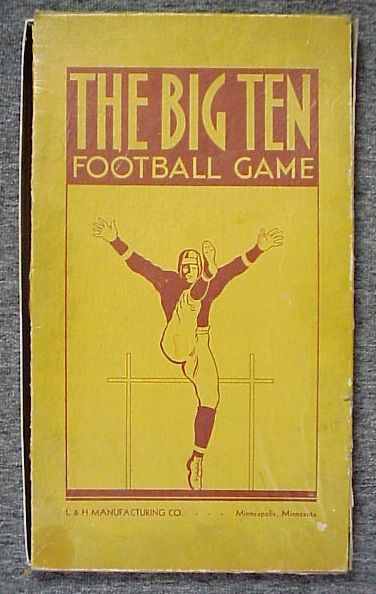 THE BIG TEN
FOOTBALL GAME
L & H MANUFACTURING CO. - - - Minneapolis, Minnesota